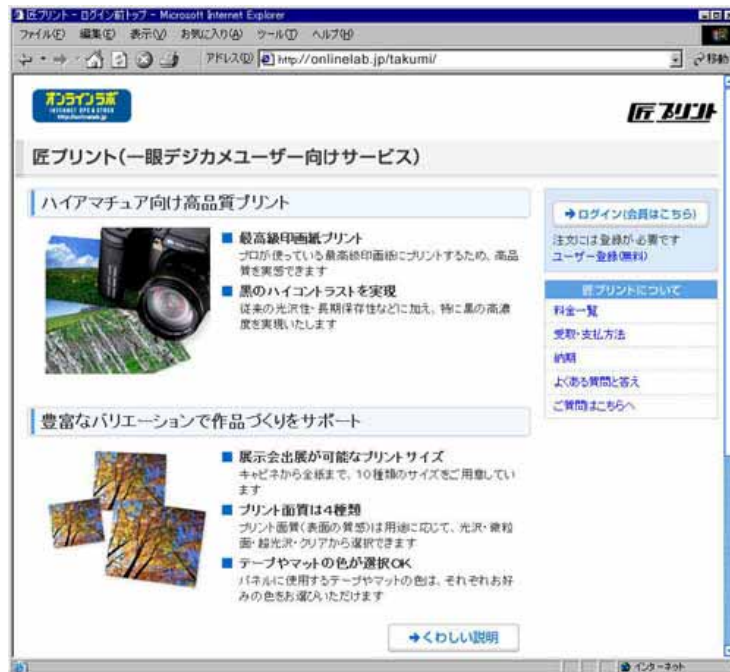 匠プリント - ログイン前トップ - Microsoft Internet Explorer
ファイル(F) 編集(E) 表示(V) お気に入り(A) ツール(T) ヘルプ(H)
アドレス(D) http://onlinelab.jp/takumi/ 移動
オンラインラボ
INTERNET DPE & OTHER
http://onlinelab.jp
匠プリント
匠プリント(一眼デジカメユーザー向けサービス)
ハイアマチュア向け高品質プリント
最高級印画紙プリント
プロが使っている最高級印画紙にプリントするため、高品
質を実感できます
黒のハイコントラストを実現
従来の光沢性・長期保存性などに加え、特に黒の高濃
度を実現いたします
ログイン(会員はこちら)
注文には登録が必要です
ユーザー登録(無料)
匠プリントについて
料金一覧
受取・支払方法
納期
よくある質問と答え
ご質問はこちらへ
豊富なバリエーションで作品づくりをサポート
展示会出展が可能なプリントサイズ
キャビネから全紙まで、10種類のサイズをご用意してい
ます
プリント面質は4種類
プリント面質(表面の質感)は用途に応じて、光沢・微粒
面・超光沢・クリアから選択できます
テープやマットの色が選択OK
パネルに使用するテープやマットの色は、それぞれお好
みの色をお選びいただけます
くわしい説明
インターネット